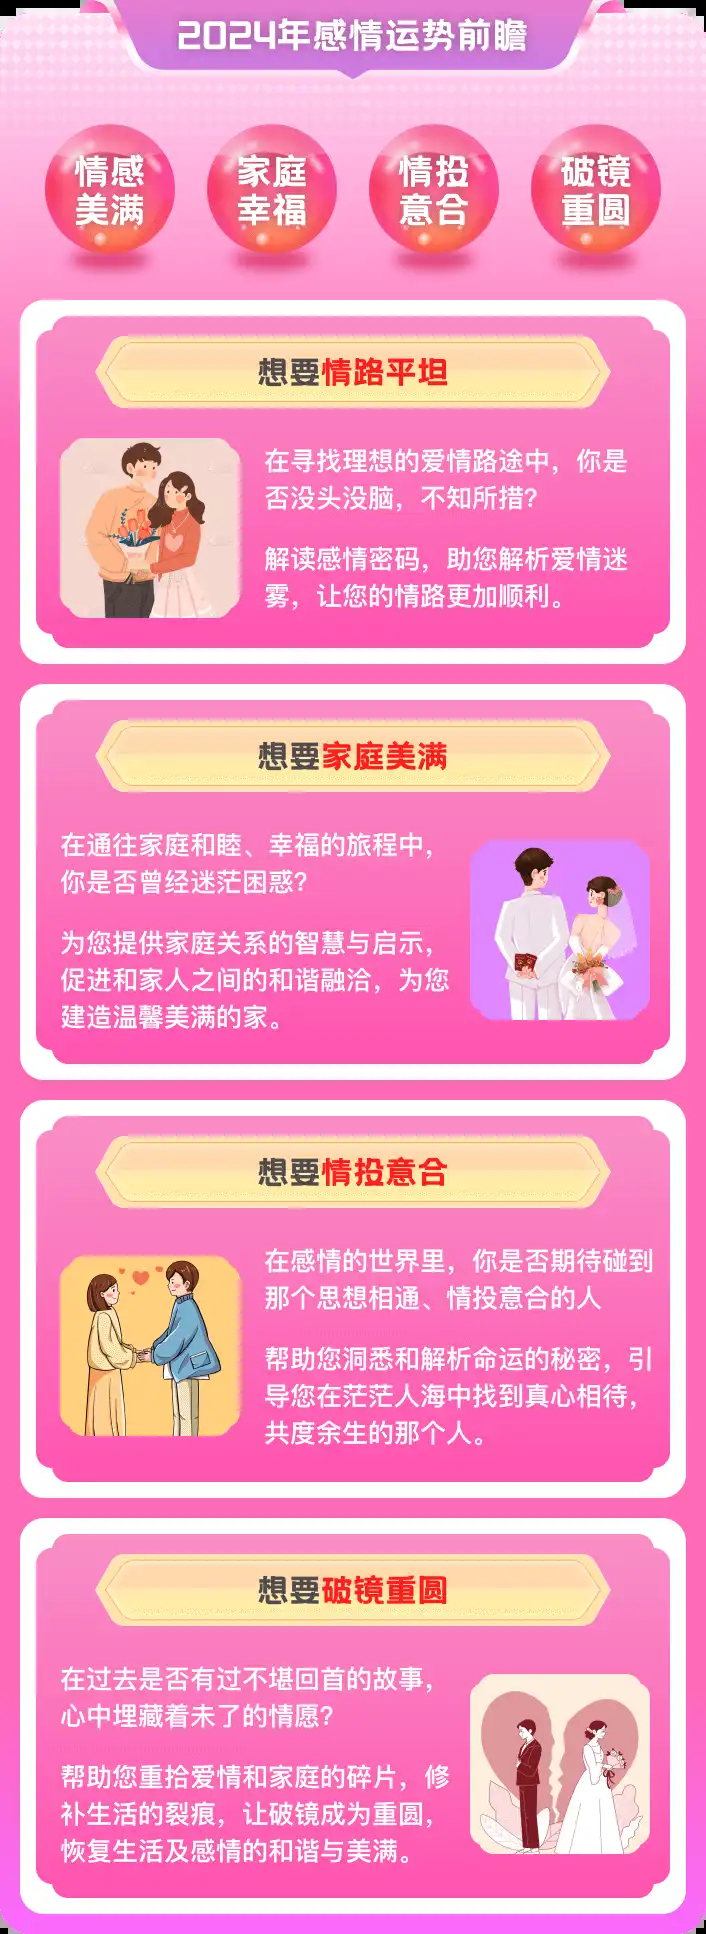 2024年感情运势前瞻
情感
美满
家庭
幸福
情投
意合
破镜
重圆
想要情路平坦
在寻找理想的爱情路途中，你是
否没头没脑，不知所措?
解读感情密码，助您解析爱情迷
雾，让您的情路更加顺利。
想要家庭美满
在通往家庭和睦、幸福的旅程中，
你是否曾经迷茫困惑?
为您提供家庭关系的智慧与启示，
促进和家人之间的和谐融洽，为您
建造温馨美满的家。
想要情投意合
在感情的世界里，你是否期待碰到
那个思想相通、情投意合的人
帮助您洞悉和解析命运的秘密，引
导您在茫茫人海中找到真心相待，
共度余生的那个人。
想要破镜重圆
在过去是否有过不堪回首的故事，
心中埋藏着未了的情愿?
帮助您重拾爱情和家庭的碎片，修
补生活的裂痕，让破镜成为重圆，
恢复生活及感情的和谐与美满。